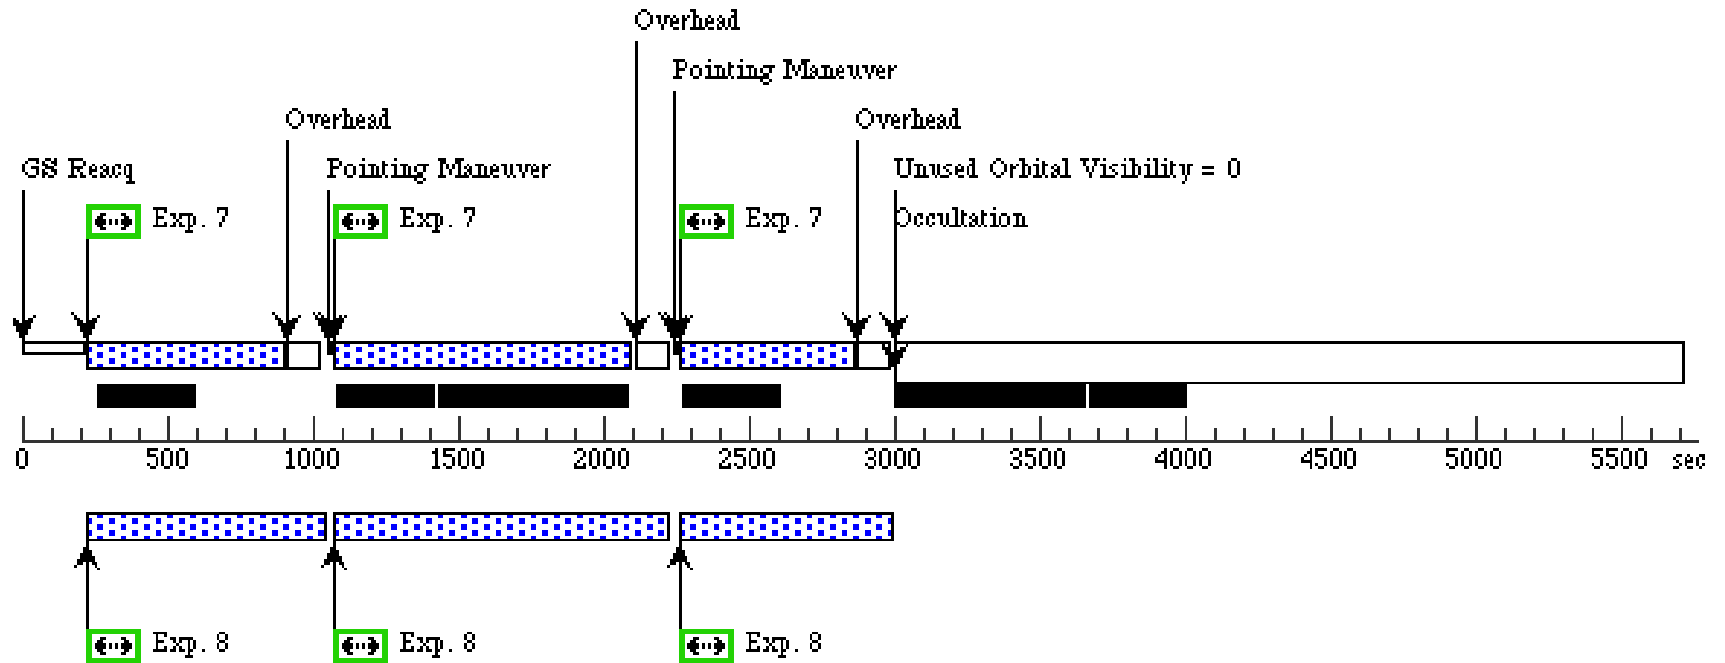 Overhead
Pointing Maneuver
Overhead
Overhead
GS Reacq
Pointing Maneuver
Unused Orbital Visibility = 0
Exp. 7
Exp. 7
Exp. 7
Occultation
0 500 1000 1500 2000 2500 3000 3500 4000 4500 5000 5500 sec
Exp. 8
Exp. 8
Exp. 8